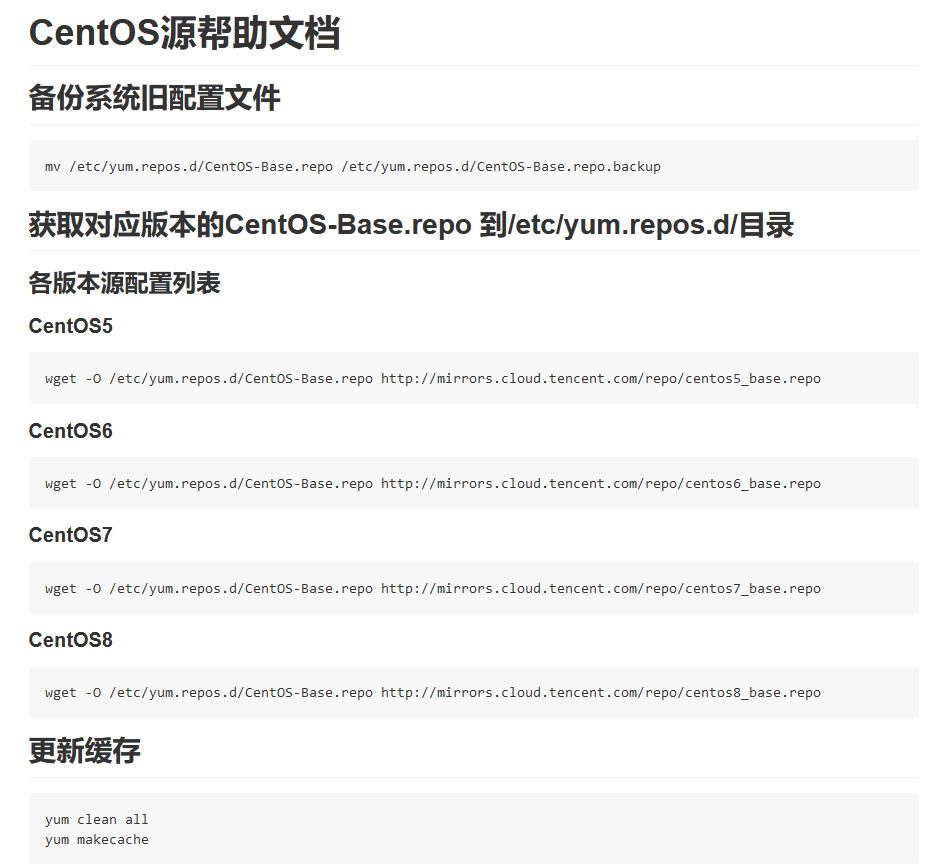 CentOS源帮助文档
备份系统旧配置文件
mv /etc/yum.repos.d/CentOS-Base.repo /etc/yum.repos.d/CentOS-Base.repo.backup
获取对应版本的CentOS-Base.repo 到/etc/yum.repos.d/目录
各版本源配置列表
CentOS5
wget -O /etc/yum.repos.d/CentOS-Base.repo http://mirrors.cloud.tencent.com/repo/centos5_base.repo
CentOS6
wget -O /etc/yum.repos.d/CentOS-Base.repo http://mirrors.cloud.tencent.com/repo/centos6_base.repo
CentOS7
wget -O /etc/yum.repos.d/CentOS-Base.repo http://mirrors.cloud.tencent.com/repo/centos7_base.repo
CentOS8
wget -O /etc/yum.repos.d/CentOS-Base.repo http://mirrors.cloud.tencent.com/repo/centos8_base.repo
更新缓存
yum clean all
yum makecache